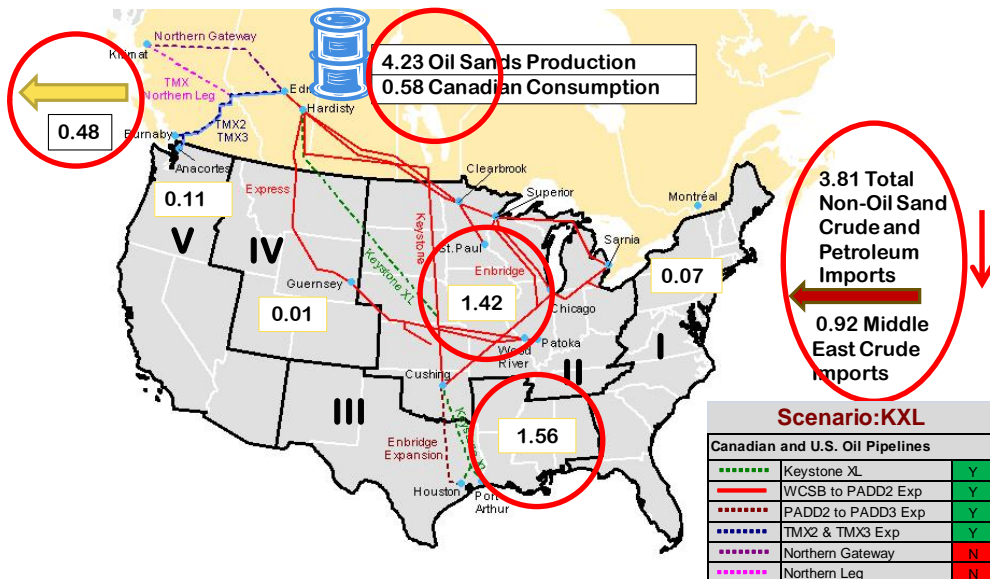 Northern Gateway
Kitimat
4.23 Oil Sands Production
0.58 Canadian Consumption
TMX
Northern Leg
Edm
Hardisty
0.48
TMX2
TMX3
Burnaby
Anacortes
Clearbrook
Superior
Montréal
3.81 Total
Non-Oil Sand
Crude and
Petroleum
Imports
0.11
Express
Keystone
St.Paul
Sarnia
V
IV
Enbridge
0.07
Keystone XL
Guernsey
1.42
Chicago
0.01
0.92 Middle
East Crude
Imports
Wood
River
Patoka
I
II
Cushing
III
Keystone XL
1.56
Enbridge
Expansion
Houston
Port
Arthur
Scenario:KXL
Canadian and U.S. Oil Pipelines
Keystone XL Y
WCSB to PADD2 Exp Y
PADD2 to PADD3 Exp Y
TMX2 & TMX3 Exp Y
Northern Gateway N
Northern Leg N